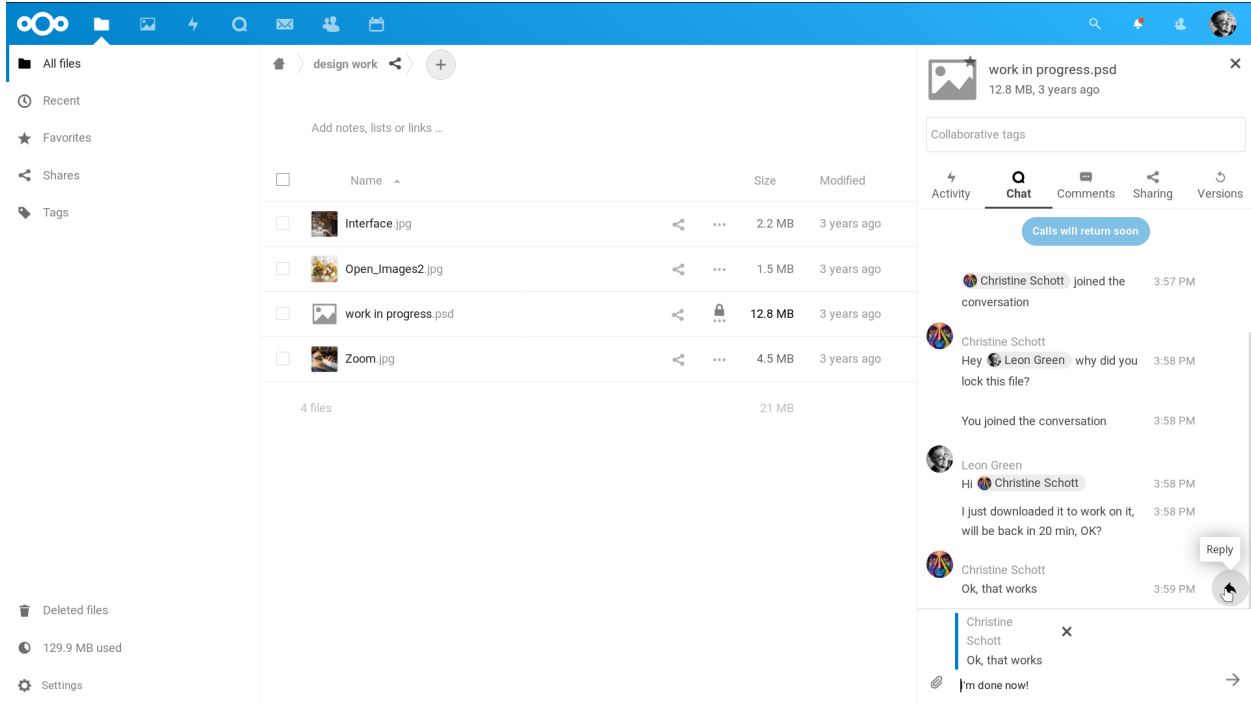 All files
Recent
Favorites
Shares
Tags
Deleted files
129.9 MB used
Settings
design work
Add notes, lists or links ...
Name Size Modified
Interface.jpg 2.2 MB 3 years ago
Open_Images2.jpg 1.5 MB 3 years ago
work in progress.psd 12.8 MB 3 years ago
Zoom.jpg 4.5 MB 3 years ago
4 files 21 MB
work in progress.psd
12.8 MB, 3 years ago
Collaborative tags
Activity Chat Comments Sharing Versions
Calls will return soon
Christine Schott joined the 3:57 PM
conversation
Christine Schott
Hey Leon Green why did you 3:58 PM
lock this file?
You joined the conversation 3:58 PM
Leon Green
Hi Christine Schott 3:58 PM
I just downloaded it to work on it, 3:58 PM
will be back in 20 min, OK?
Reply
Christine Schott
Ok, that works 3:59 PM
Christine
Schott
Ok, that works
I'm done now!